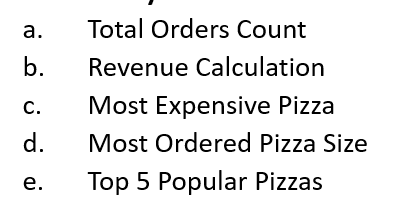 a. Total Orders Count
b. Revenue Calculation
c. Most Expensive Pizza
d. Most Ordered Pizza Size
e. Top 5 Popular Pizzas